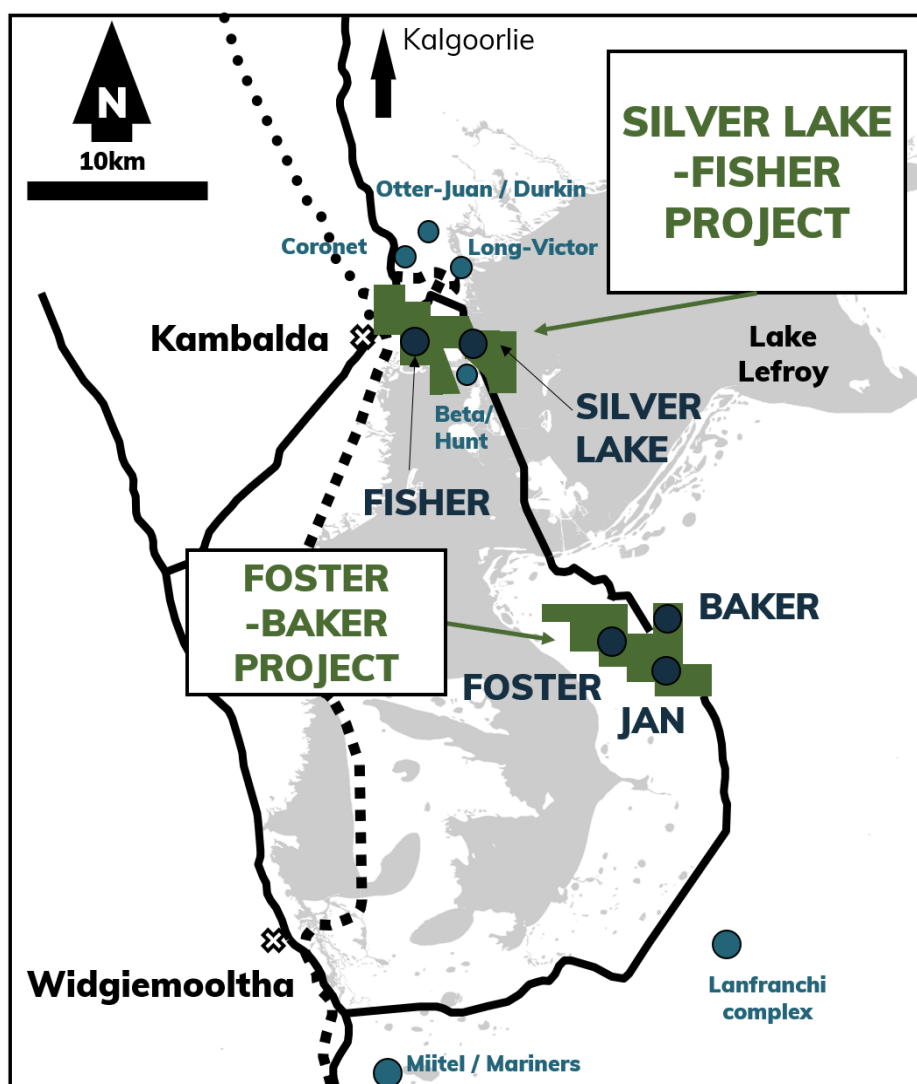 Kalgoorlie
N
10km
SILVER LAKE
-FISHER
PROJECT
Otter-Juan / Durkin
Coronet
Long-Victor
Kambalda
Lake
Lefroy
Beta/
Hunt
SILVER
LAKE
FISHER
FOSTER
-BAKER
PROJECT
BAKER
FOSTER
JAN
Widgiemooltha
Lanfranchi
complex
Miitel / Mariners